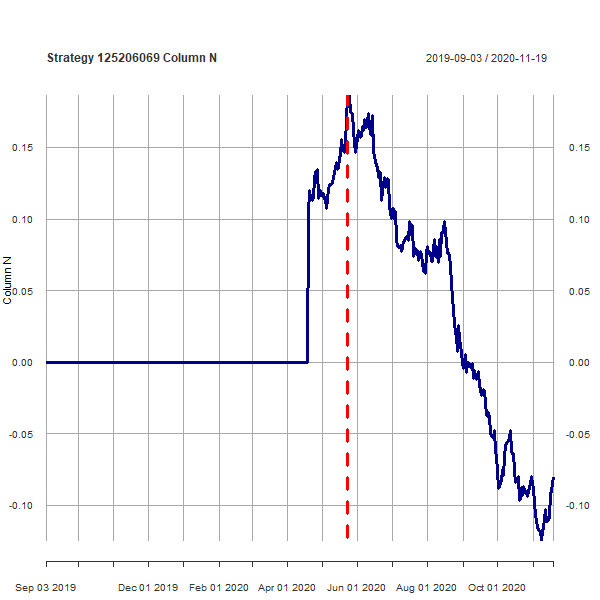 Strategy 125206069 Column N
2019-09-03 / 2020-11-19
Column N
0.15
0.10
0.05
0.00
-0.05
-0.10
0.15
0.10
0.05
0.00
-0.05
-0.10
Sep 03 2019
Dec 01 2019
Feb 01 2020
Apr 01 2020
Jun 01 2020
Aug 01 2020
Oct 01 2020